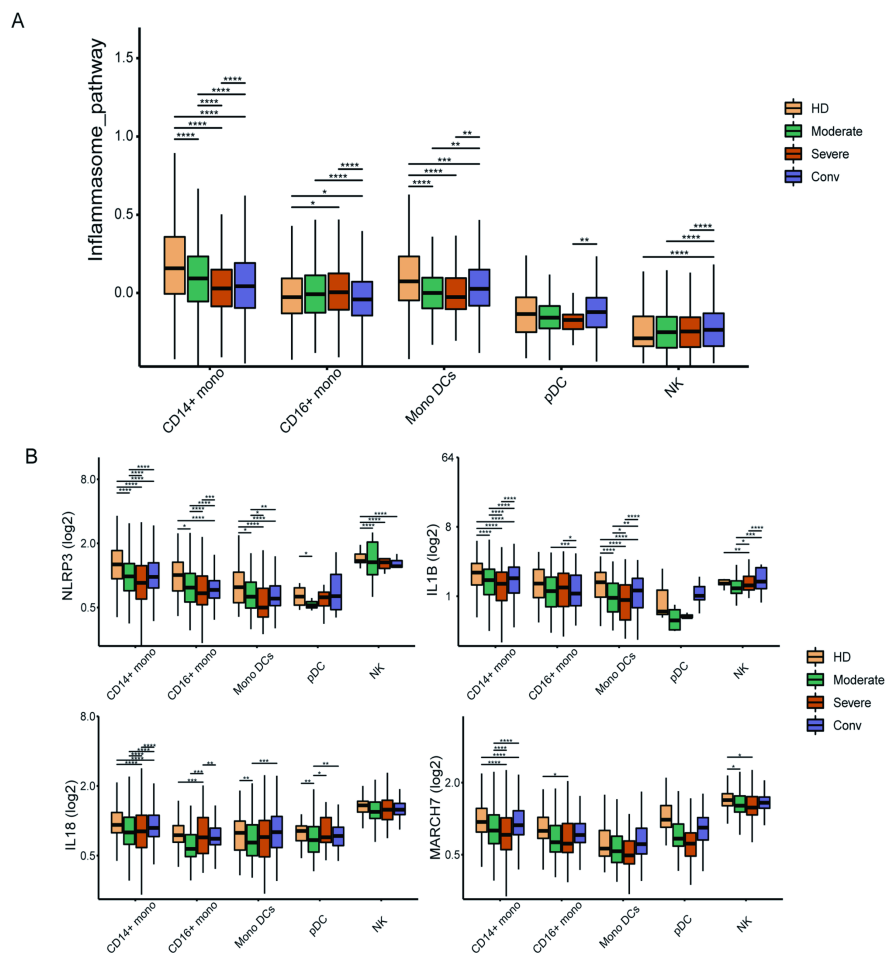 A
Inflammasome_pathway
1.5
1.0
0.5
0.0
****
****
****
****
****
****
****
****
*
*
**
**
***
****
****
**
****
****
****
HD
Moderate
Severe
Conv
CD14+ mono
CD16+ mono
Mono DCs
pDC
NK
B
NLRP3 (log2)
8.0
2.0
0.5
CD14+ mono
CD16+ mono
Mono DCs
pDC
NK
IL1B (log2)
64
8
1
CD14+ mono
CD16+ mono
Mono DCs
pDC
NK
HD
Moderate
Severe
Conv
IL18 (log2)
8.0
2.0
0.5
CD14+ mono
CD16+ mono
Mono DCs
pDC
NK
MARCH7 (log2)
2.0
0.5
CD14+ mono
CD16+ mono
Mono DCs
pDC
NK